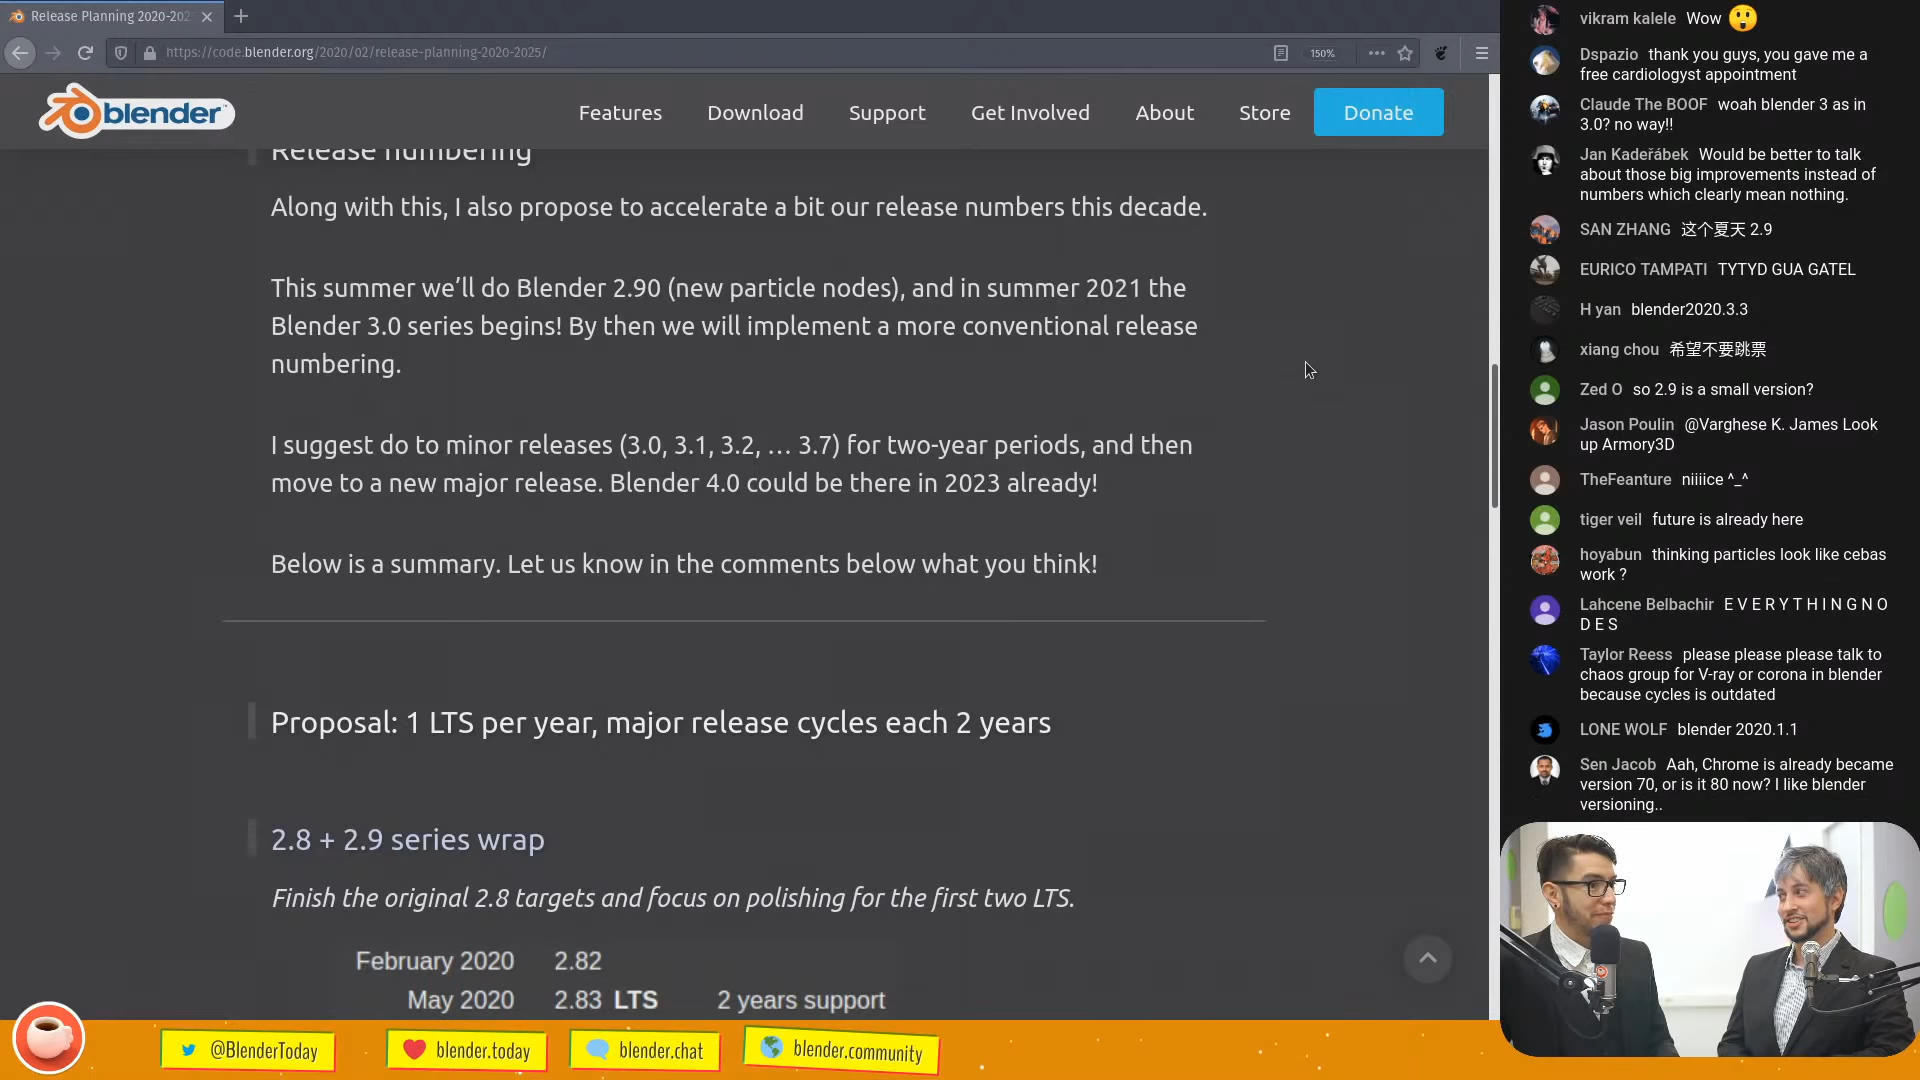 Release Planning 2020-202
https://code.blender.org/2020/02/release-planning-2020-2025/
150%
blender
Features
Download
Support
Get Involved
About
Store
Donate
Release numbering
Along with this, I also propose to accelerate a bit our release numbers this decade.
This summer we’ll do Blender 2.90 (new particle nodes), and in summer 2021 the
Blender 3.0 series begins! By then we will implement a more conventional release
numbering.
I suggest do to minor releases (3.0, 3.1, 3.2, … 3.7) for two-year periods, and then
move to a new major release. Blender 4.0 could be there in 2023 already!
Below is a summary. Let us know in the comments below what you think!
Proposal: 1 LTS per year, major release cycles each 2 years
2.8 + 2.9 series wrap
Finish the original 2.8 targets and focus on polishing for the first two LTS.
February 2020 2.82
May 2020 2.83 LTS 2 years support
@BlenderToday
blender.today
blender.chat
blender.community
vikram kalele Wow
Dspazio thank you guys, you gave me a
free cardiologyst appointment
Claude The BOOF woah blender 3 as in
3.0? no way!!
Jan Kadeřábek Would be better to talk
about those big improvements instead of
numbers which clearly mean nothing.
SAN ZHANG 这个夏天 2.9
EURICO TAMPATI TYTYD GUA GATEL
H yan blender2020.3.3
xiang chou 希望不要跳票
Zed O so 2.9 is a small version?
Jason Poulin @Varghese K. James Look
up Armory3D
TheFeanture niiiice ^_^
tiger veil future is already here
hoyabun thinking particles look like cebas
work ?
Lahcene Belbachir E V E R Y T H I N G N O
D E S
Taylor Reess please please please talk to
chaos group for V-ray or corona in blender
because cycles is outdated
LONE WOLF blender 2020.1.1
Sen Jacob Aah, Chrome is already became
version 70, or is it 80 now? I like blender
versioning..